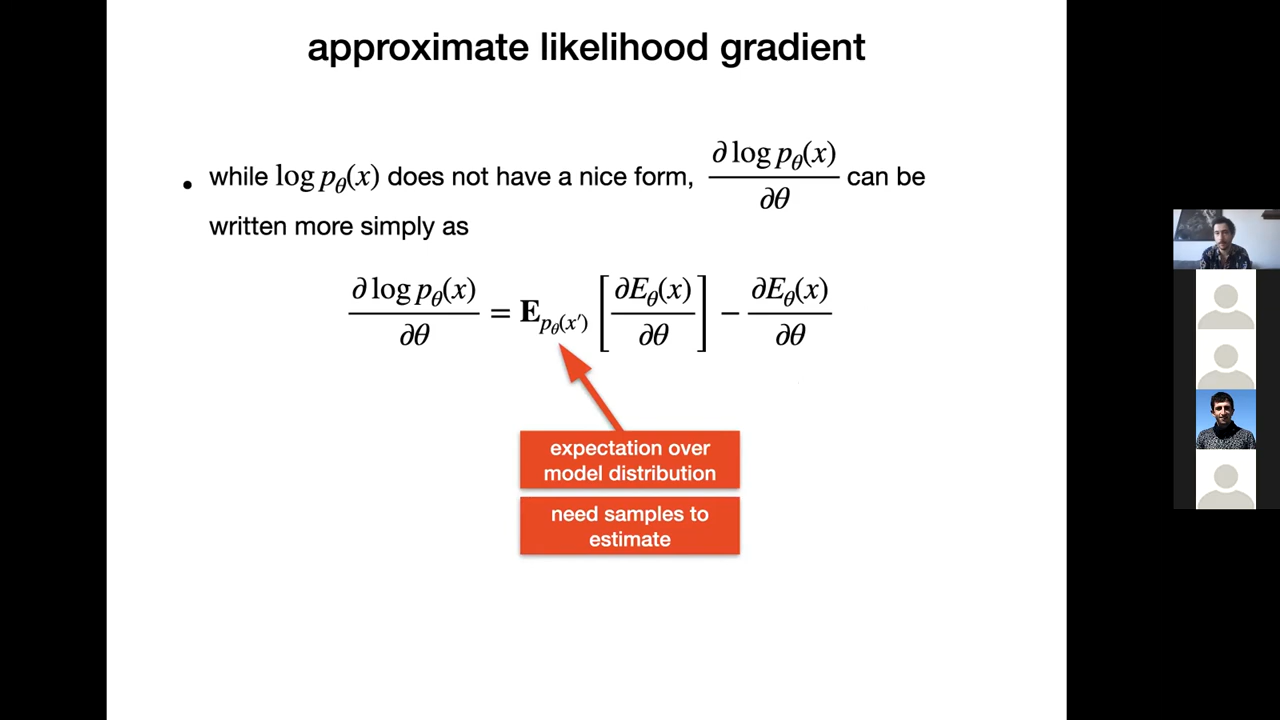 approximate likelihood gradient
• while log p_θ(x) does not have a nice form, ∂ log p_θ(x) / ∂θ can be
written more simply as
∂ log p_θ(x) / ∂θ = E_{p_θ(x′)} [ ∂E_θ(x) / ∂θ ] − ∂E_θ(x) / ∂θ
expectation over
model distribution
need samples to
estimate